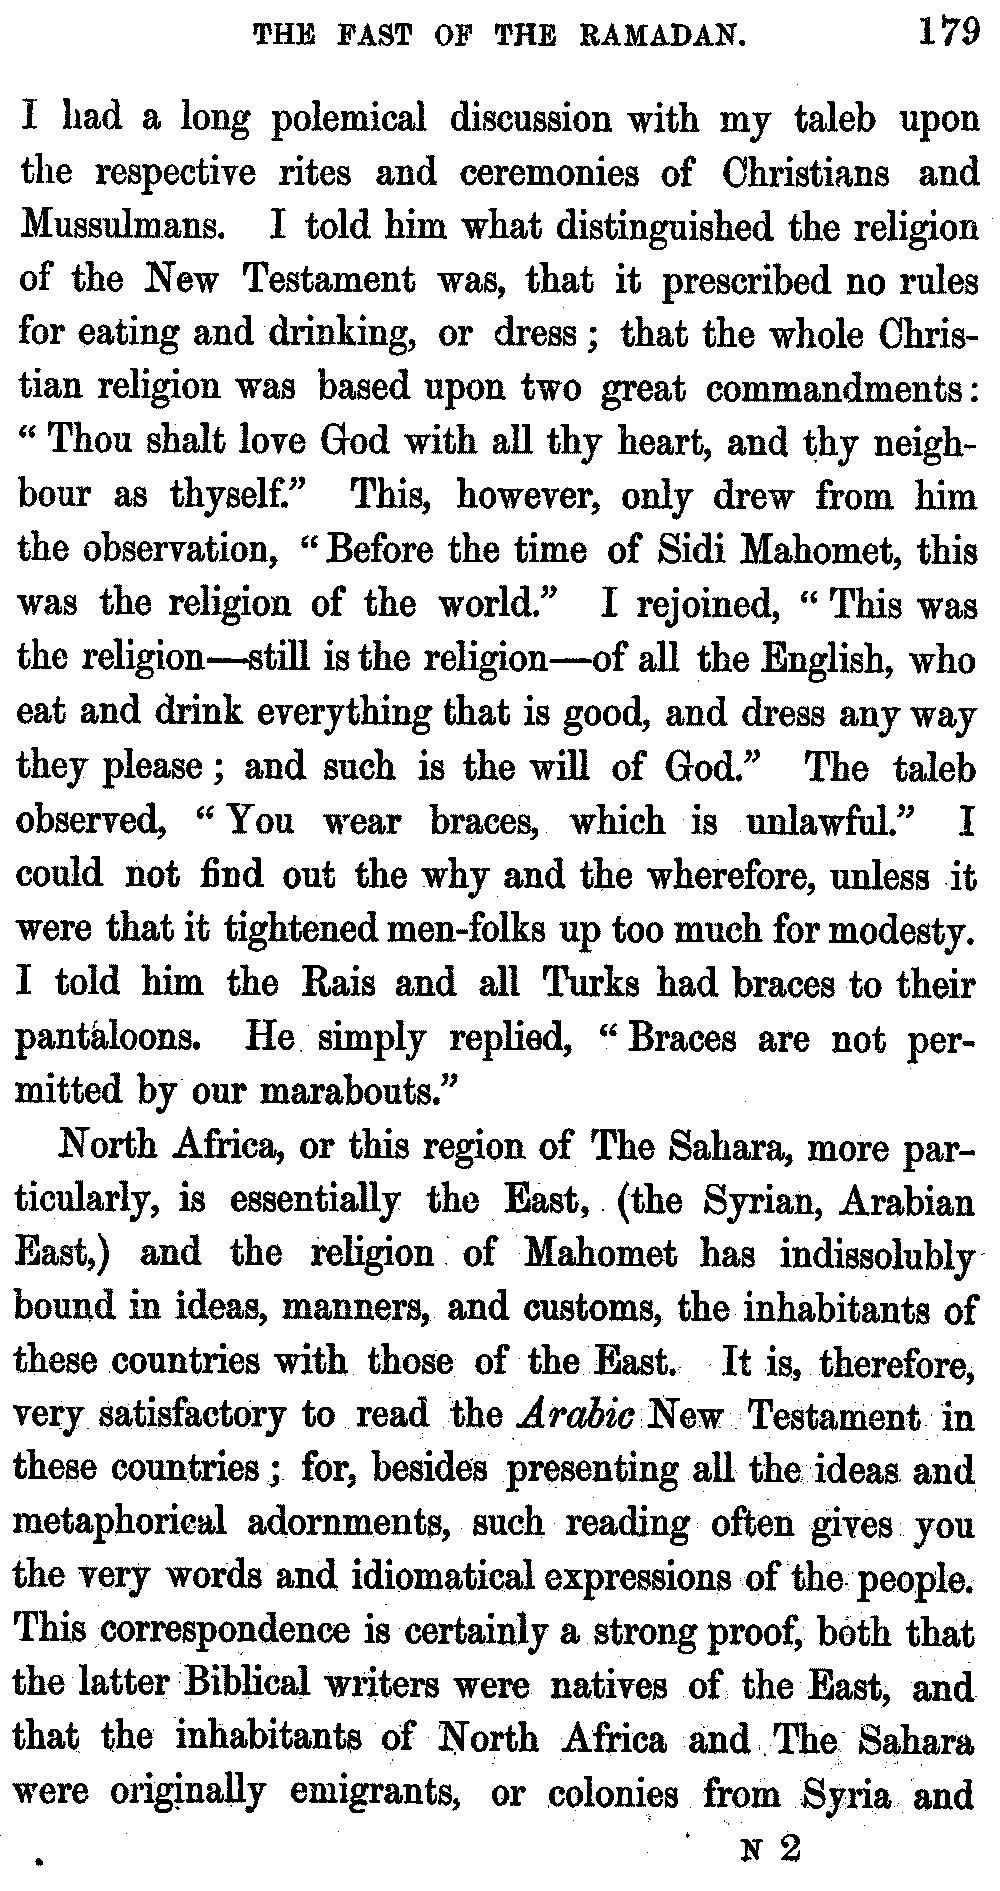 THE FAST OF THE RAMADAN. 179
I had a long polemical discussion with my taleb upon
the respective rites and ceremonies of Christians and
Mussulmans. I told him what distinguished the religion
of the New Testament was, that it prescribed no rules
for eating and drinking, or dress; that the whole Chris-
tian religion was based upon two great commandments:
“Thou shalt love God with all thy heart, and thy neigh-
bour as thyself.” This, however, only drew from him
the observation, “Before the time of Sidi Mahomet, this
was the religion of the world.” I rejoined, “This was
the religion—still is the religion—of all the English, who
eat and drink everything that is good, and dress any way
they please; and such is the will of God.” The taleb
observed, “You wear braces, which is unlawful.” I
could not find out the why and the wherefore, unless it
were that it tightened men-folks up too much for modesty.
I told him the Rais and all Turks had braces to their
pantaloons. He simply replied, “Braces are not per-
mitted by our marabouts.”
North Africa, or this region of The Sahara, more par-
ticularly, is essentially the East, (the Syrian, Arabian
East,) and the religion of Mahomet has indissolubly
bound in ideas, manners, and customs, the inhabitants of
these countries with those of the East. It is, therefore,
very satisfactory to read the Arabic New Testament in
these countries; for, besides presenting all the ideas and
metaphorical adornments, such reading often gives you
the very words and idiomatical expressions of the people.
This correspondence is certainly a strong proof, both that
the latter Biblical writers were natives of the East, and
that the inhabitants of North Africa and The Sahara
were originally emigrants, or colonies from Syria and
N 2